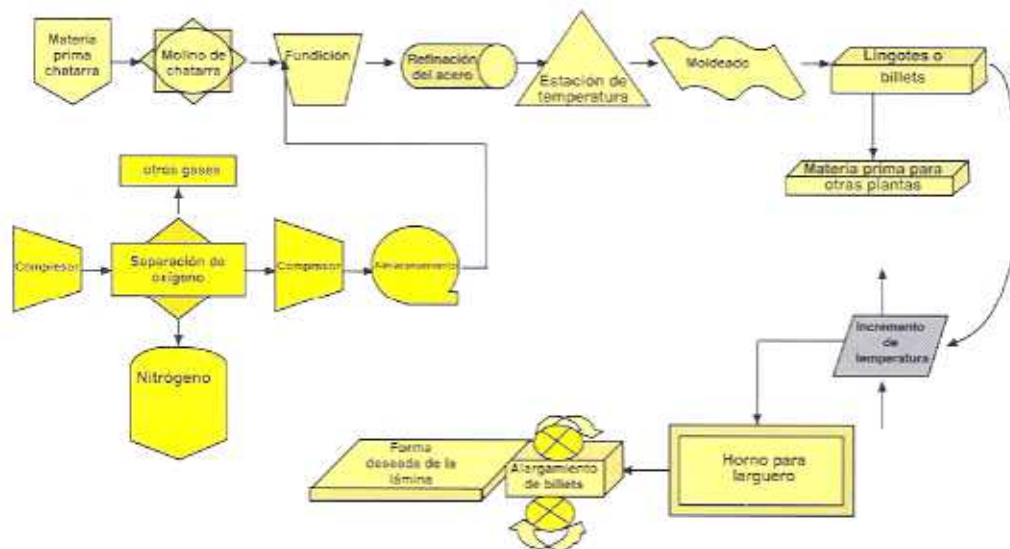 Materia
prima
chatarra
Molino de
chatarra
Fundición
Refinación
del acero
Estación de
temperatura
Moldeado
Lingotes o
billets
Materia prima para
otras plantas
otros gases
Compresor
Separación de
oxígeno
Compresor
Almacenamiento
Nitrógeno
Incremento
de
temperatura
Horno para
larguero
Alargamiento
de billets
Forma
deseada de la
lámina